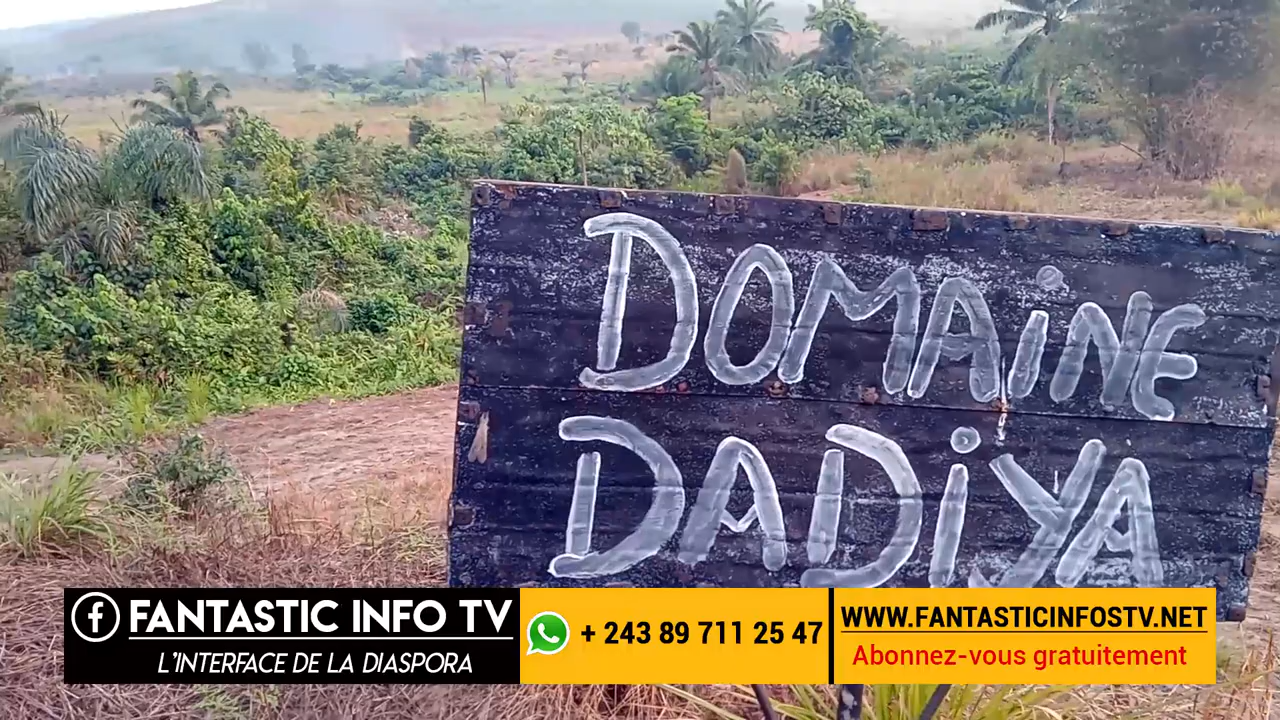 DOMAiNE
DADiYA
FANTASTIC INFO TV
L'INTERFACE DE LA DIASPORA
+ 243 89 711 25 47
WWW.FANTASTICINFOSTV.NET
Abonnez-vous gratuitement